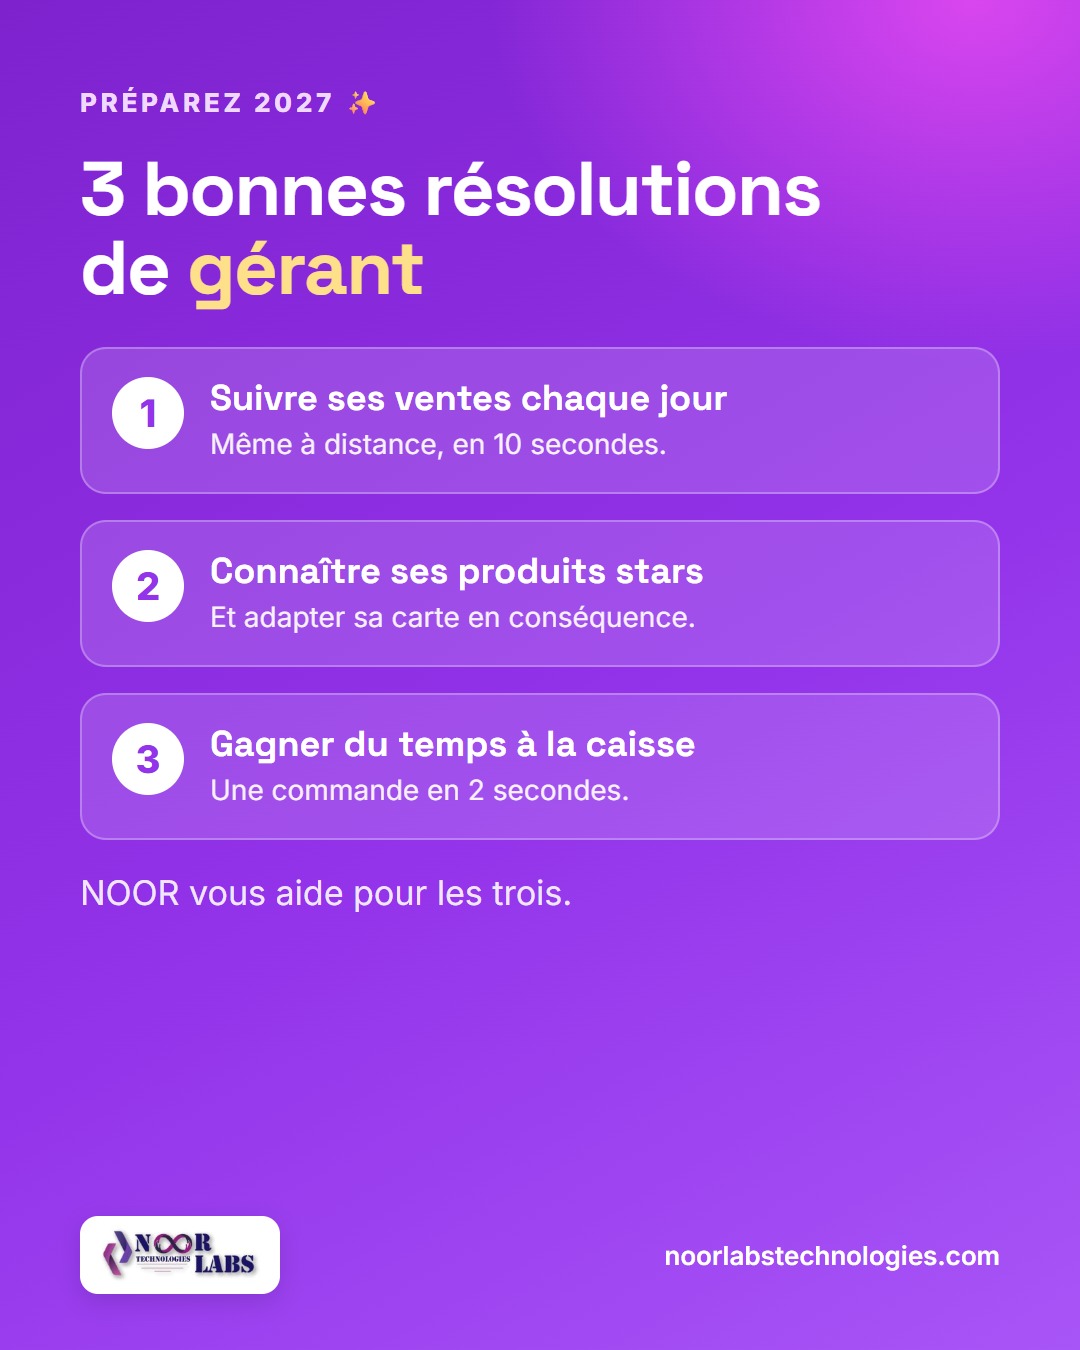 PRÉPAREZ 2027 ✨
3 bonnes résolutions
de gérant
1
Suivre ses ventes chaque jour
Même à distance, en 10 secondes.
2
Connaître ses produits stars
Et adapter sa carte en conséquence.
3
Gagner du temps à la caisse
Une commande en 2 secondes.
NOOR vous aide pour les trois.
NOOR
TECHNOLOGIES LABS
noorlabstechnologies.com